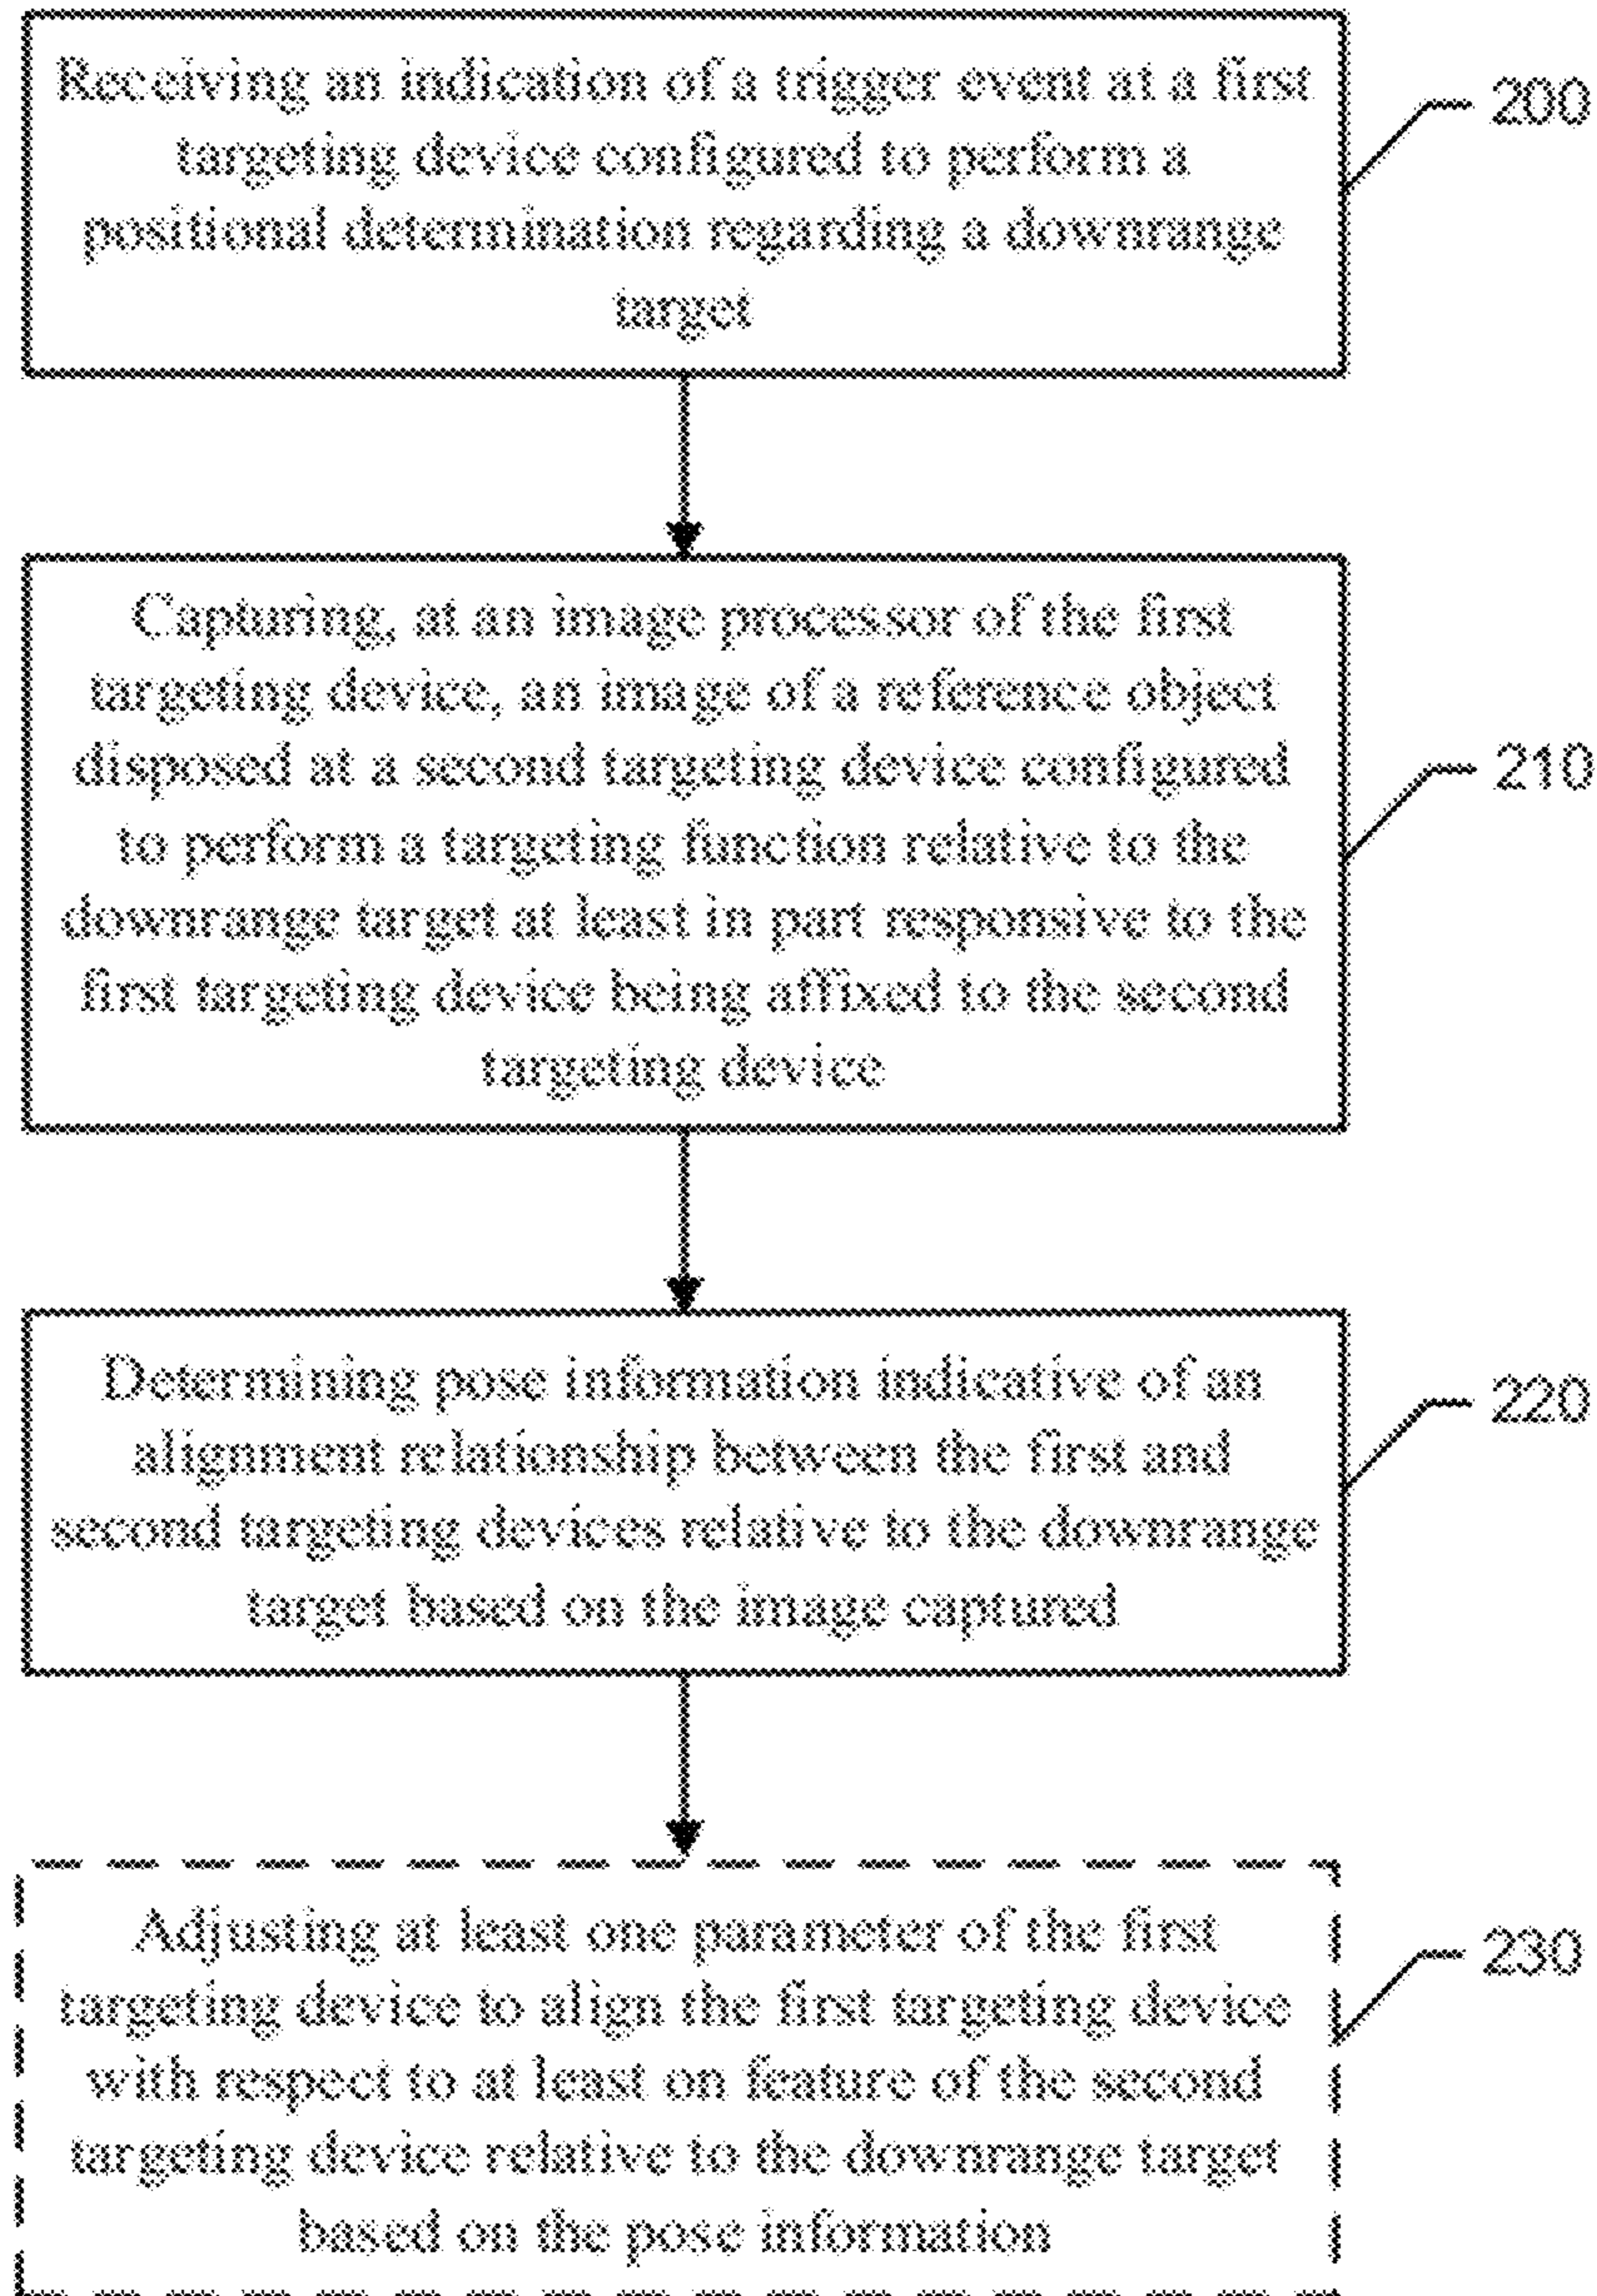 Receiving an indication of a trigger event at a first
targeting device configured to perform a
positional determination regarding a downrange
target
200
Capturing, at an image processor of the first
targeting device, an image of a reference object
disposed at a second targeting device configured
to perform a targeting function relative to the
downrange target at least in part responsive to the
first targeting device being affixed to the second
targeting device
210
Determining pose information indicative of an
alignment relationship between the first and
second targeting devices relative to the downrange
target based on the image captured
220
Adjusting at least one parameter of the first
targeting device to align the first targeting device
with respect to at least on feature of the second
targeting device relative to the downrange target
based on the pose information
230